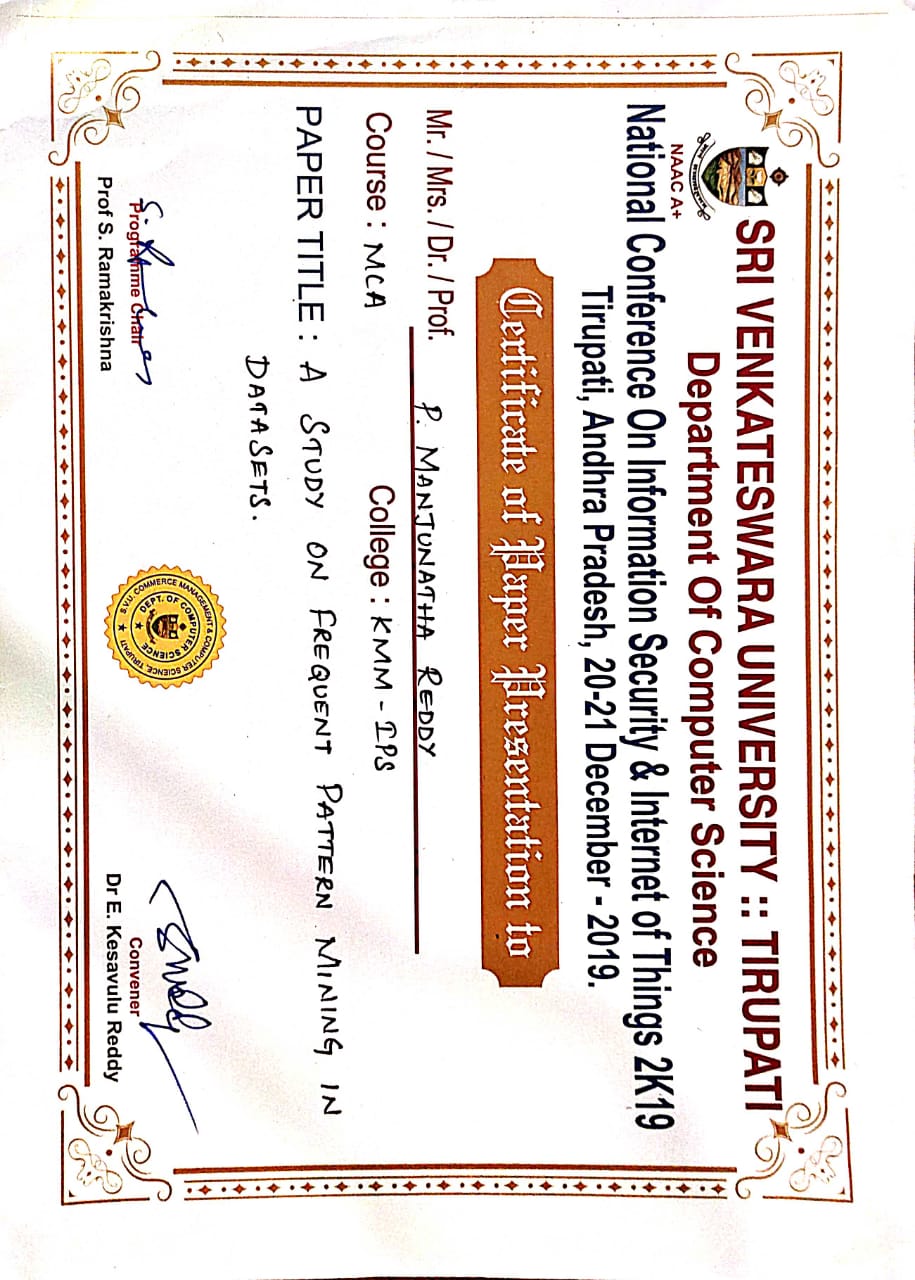 SRI VENKATESWARA UNIVERSITY :: TIRUPATI
Department Of Computer Science
NAAC A+
National Conference On Information Security & Internet of Things 2K19
Tirupati, Andhra Pradesh, 20-21 December - 2019.
Certificate of Paper Presentation to
Mr. / Mrs. / Dr. / Prof. P. MANJUNATHA REDDY
Course : MCA College : KMM - IPS
PAPER TITLE : A STUDY ON FREQUENT PATTERN MINING IN
DATASETS.
S.V.U. COMMERCE MANAGEMENT & COMPUTER SCIENCE, TIRUPATI
DEPT. OF COMPUTER SCIENCE
Programme Chair
Prof S. Ramakrishna
Convener
Dr E. Kesavulu Reddy